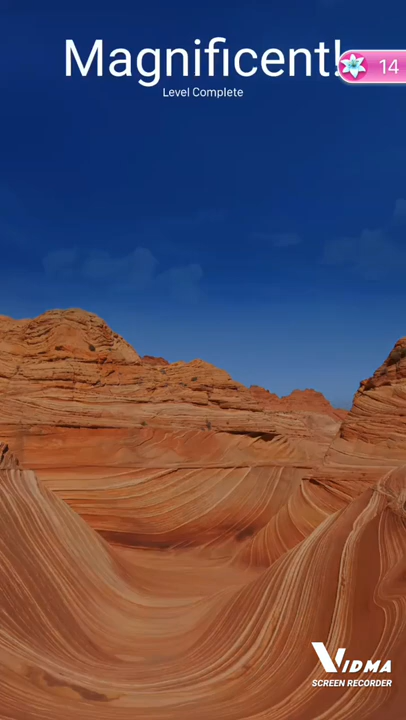 Magnificent!
14
Level Complete
VIDMA
SCREEN RECORDER